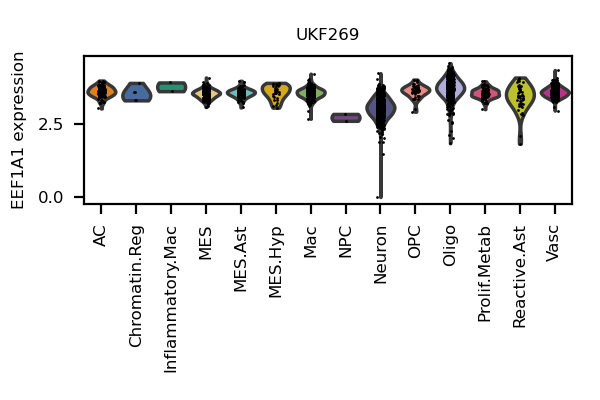 UKF269
EEF1A1 expression
2.5
0.0
AC
Chromatin.Reg
Inflammatory.Mac
MES
MES.Ast
MES.Hyp
Mac
NPC
Neuron
OPC
Oligo
Prolif.Metab
Reactive.Ast
Vasc